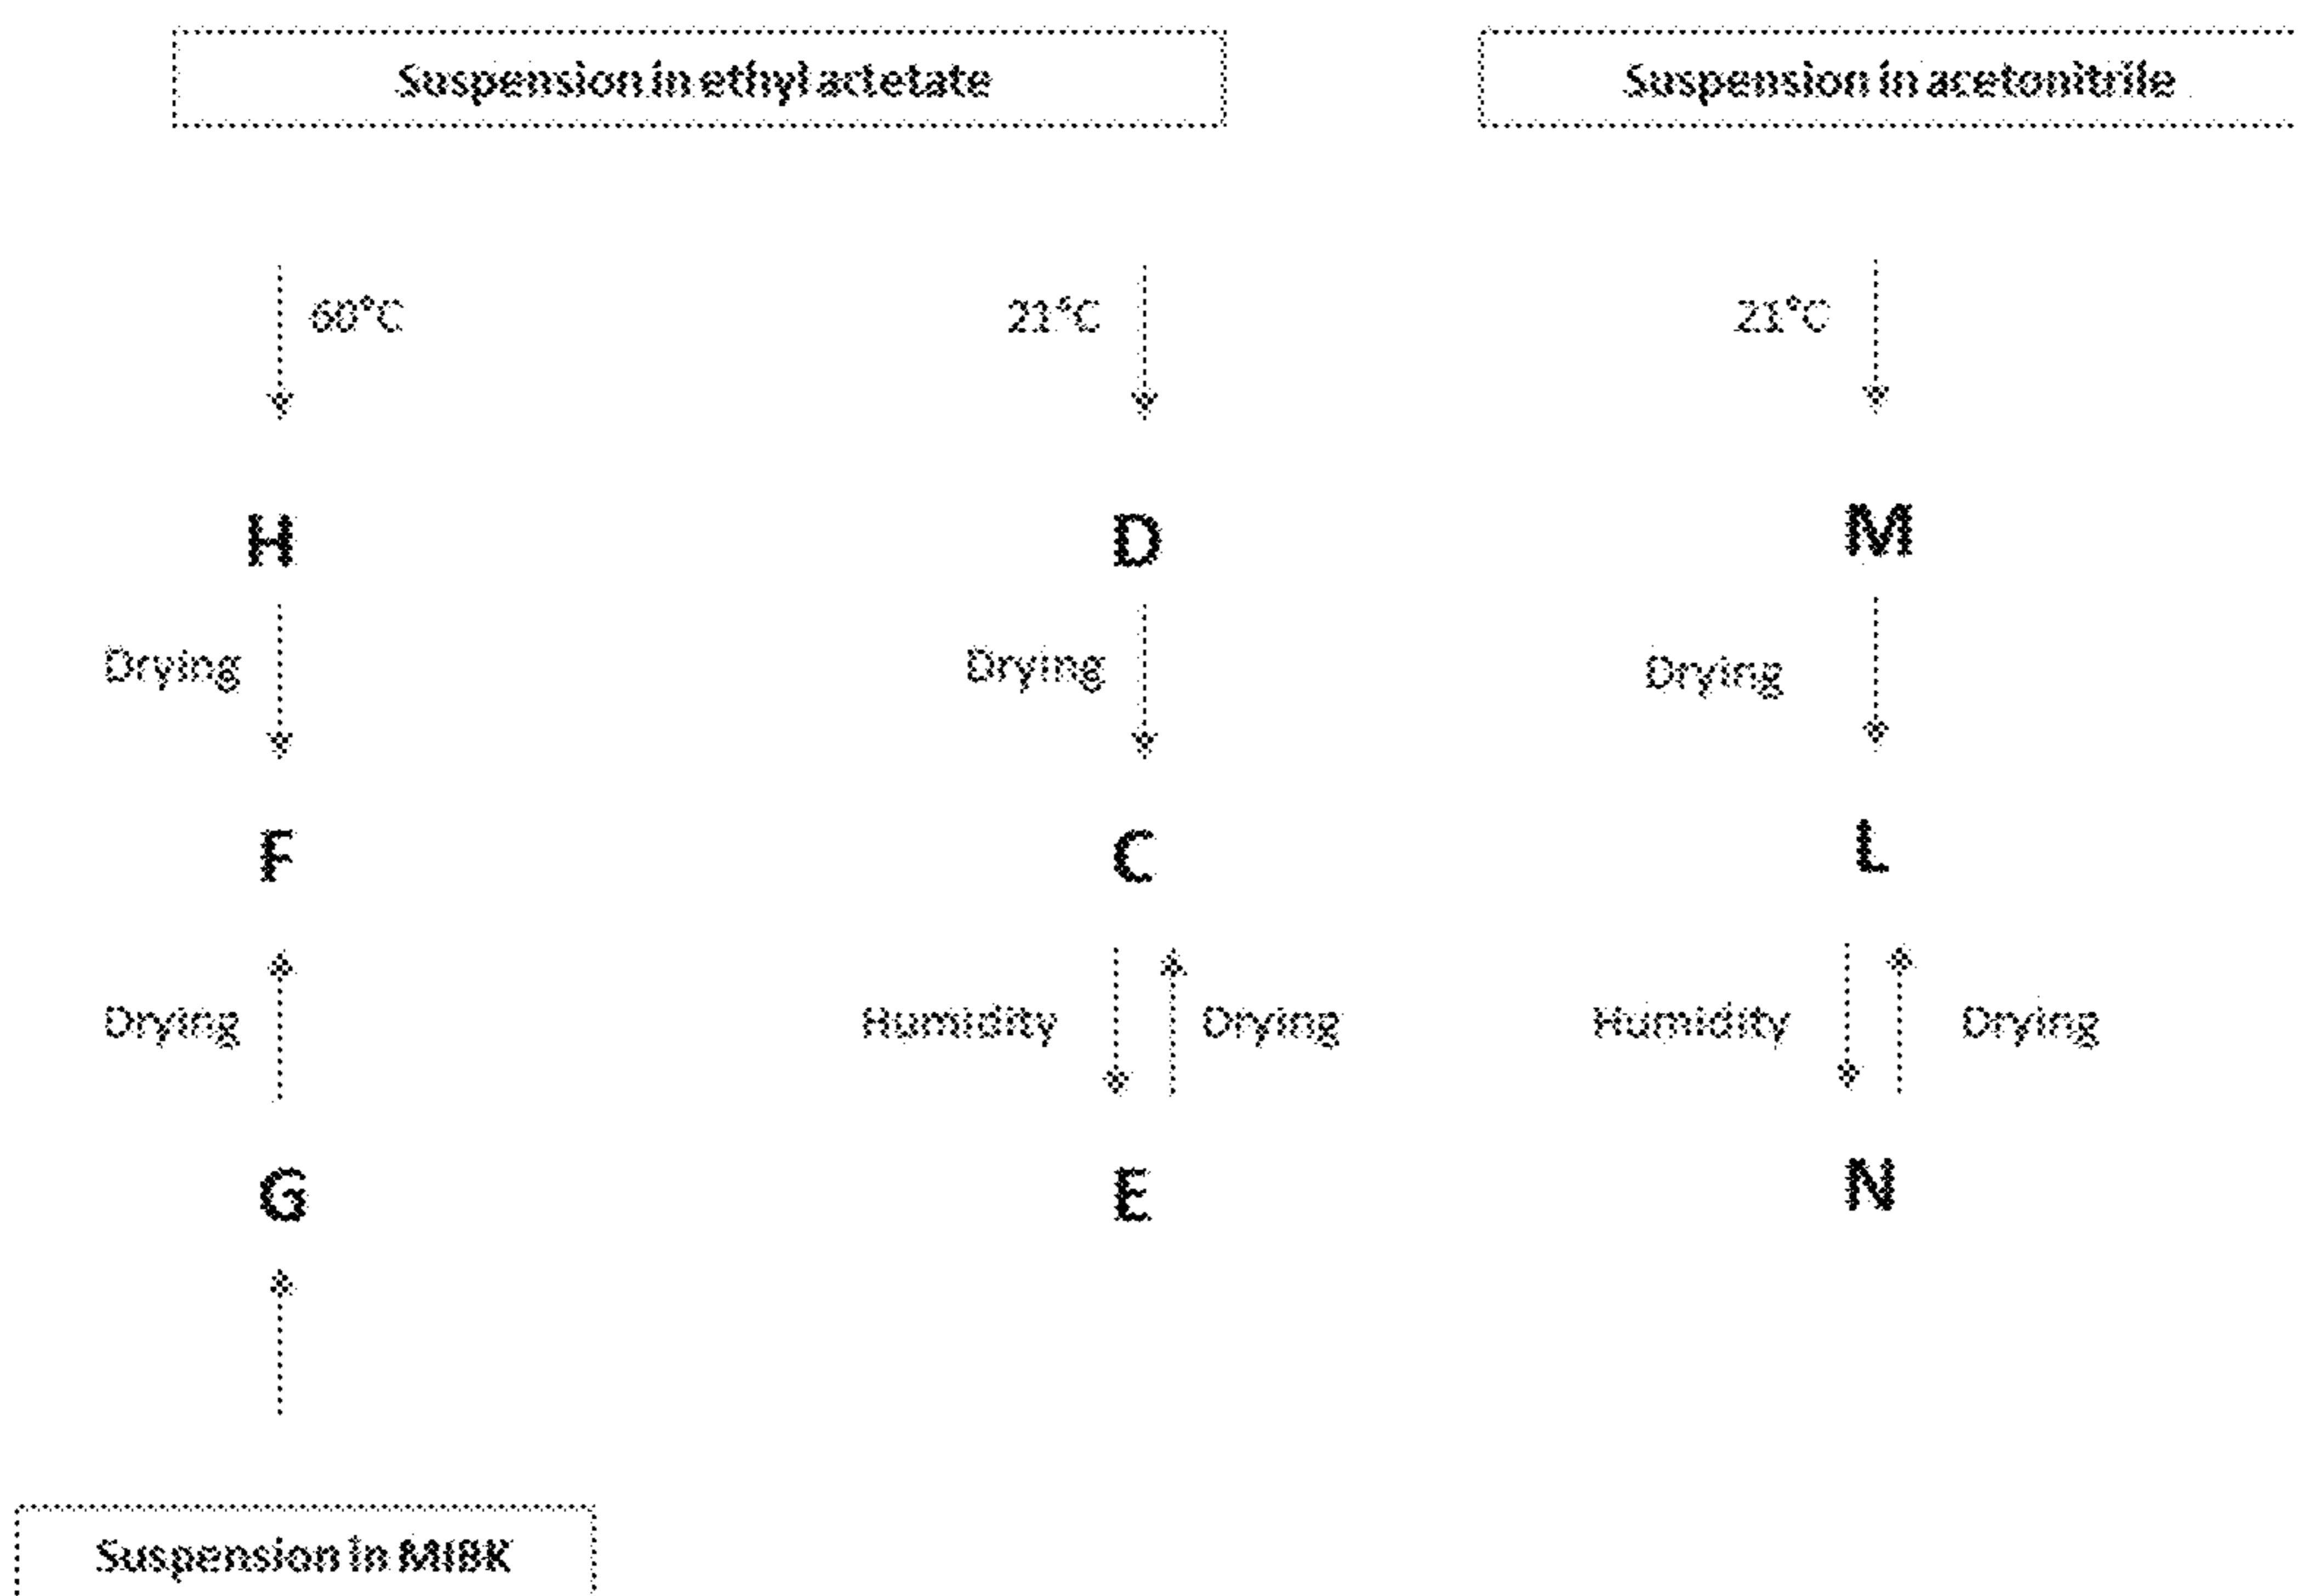 Suspension in ethyl actetate
Suspension in acetonitrile
60°C
21°C
21°C
H
D
M
Drying
Drying
Drying
F
C
L
Drying
Humidity
Drying
Humidity
Drying
G
E
N
Suspension in MIBK